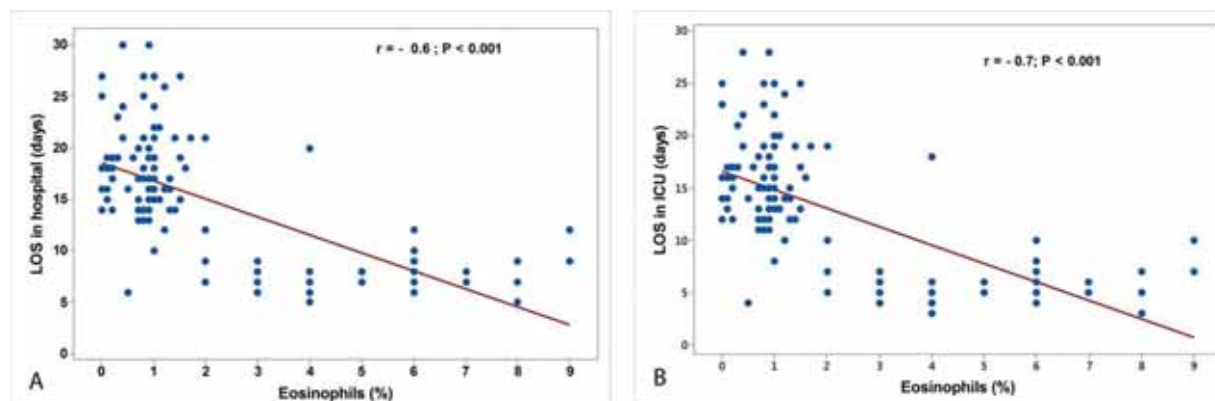 r = - 0.6 ; P < 0.001
LOS in hospital (days)
30
25
20
15
10
5
0
0 1 2 3 4 5 6 7 8 9
Eosinophils (%)
A
r = - 0.7; P < 0.001
LOS in ICU (days)
30
25
20
15
10
5
0
0 1 2 3 4 5 6 7 8 9
Eosinophils (%)
B